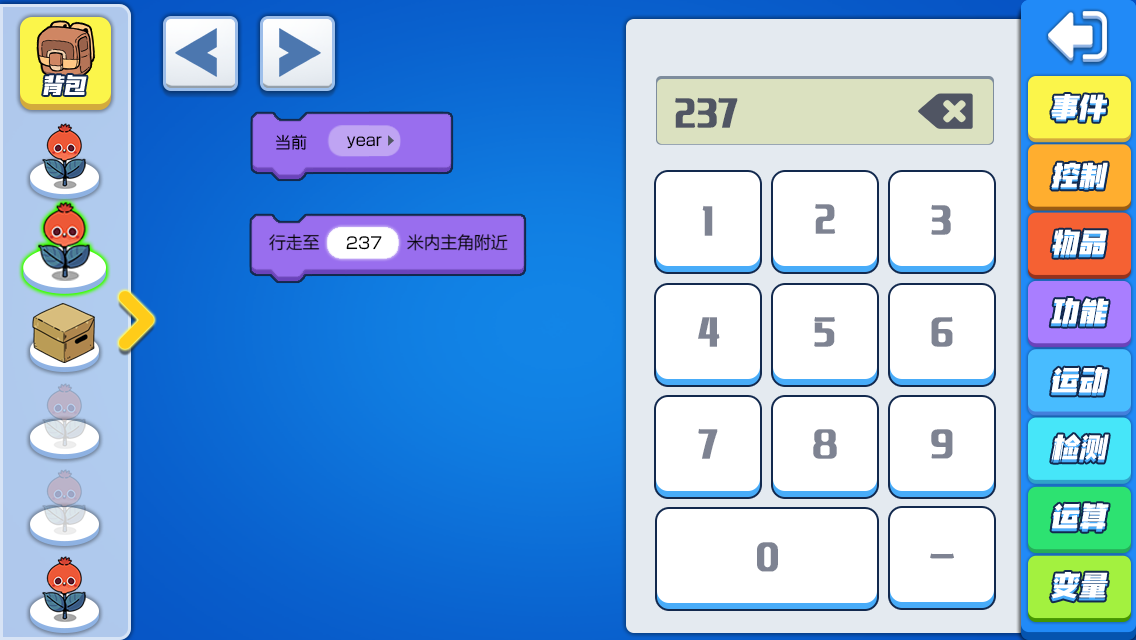 背包
当前 year
行走至 237 米内主角附近
237
1 2 3
4 5 6
7 8 9
0 —
事件
控制
物品
功能
运动
检测
运算
变量